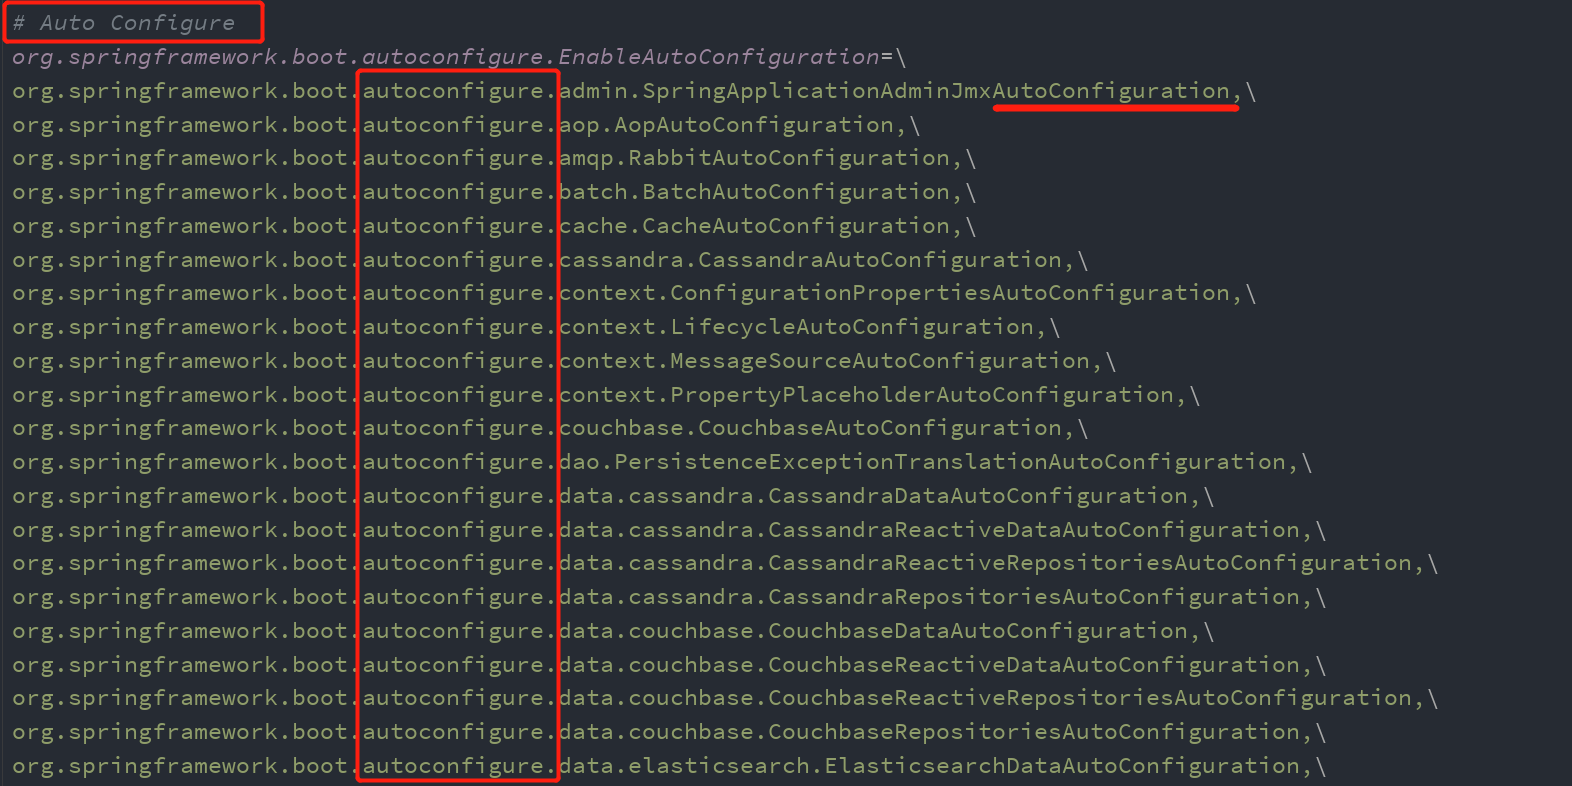 # Auto Configure
org.springframework.boot.autoconfigure.EnableAutoConfiguration=\
org.springframework.boot.autoconfigure.admin.SpringApplicationAdminJmxAutoConfiguration,\
org.springframework.boot.autoconfigure.aop.AopAutoConfiguration,\
org.springframework.boot.autoconfigure.amqp.RabbitAutoConfiguration,\
org.springframework.boot.autoconfigure.batch.BatchAutoConfiguration,\
org.springframework.boot.autoconfigure.cache.CacheAutoConfiguration,\
org.springframework.boot.autoconfigure.cassandra.CassandraAutoConfiguration,\
org.springframework.boot.autoconfigure.context.ConfigurationPropertiesAutoConfiguration,\
org.springframework.boot.autoconfigure.context.LifecycleAutoConfiguration,\
org.springframework.boot.autoconfigure.context.MessageSourceAutoConfiguration,\
org.springframework.boot.autoconfigure.context.PropertyPlaceholderAutoConfiguration,\
org.springframework.boot.autoconfigure.couchbase.CouchbaseAutoConfiguration,\
org.springframework.boot.autoconfigure.dao.PersistenceExceptionTranslationAutoConfiguration,\
org.springframework.boot.autoconfigure.data.cassandra.CassandraDataAutoConfiguration,\
org.springframework.boot.autoconfigure.data.cassandra.CassandraReactiveDataAutoConfiguration,\
org.springframework.boot.autoconfigure.data.cassandra.CassandraReactiveRepositoriesAutoConfiguration,\
org.springframework.boot.autoconfigure.data.cassandra.CassandraRepositoriesAutoConfiguration,\
org.springframework.boot.autoconfigure.data.couchbase.CouchbaseDataAutoConfiguration,\
org.springframework.boot.autoconfigure.data.couchbase.CouchbaseReactiveDataAutoConfiguration,\
org.springframework.boot.autoconfigure.data.couchbase.CouchbaseReactiveRepositoriesAutoConfiguration,\
org.springframework.boot.autoconfigure.data.couchbase.CouchbaseRepositoriesAutoConfiguration,\
org.springframework.boot.autoconfigure.data.elasticsearch.ElasticsearchDataAutoConfiguration,\